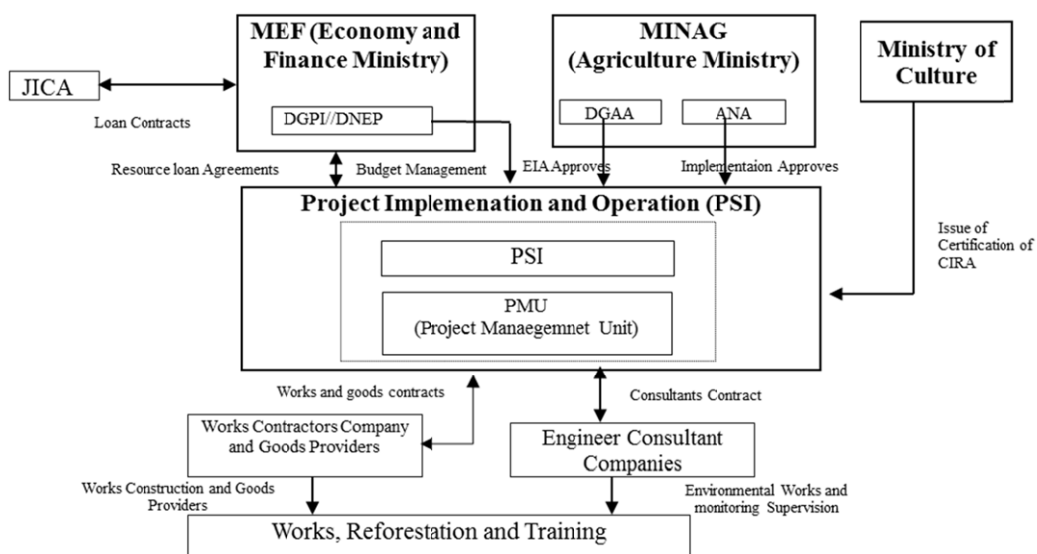 MEF (Economy and
Finance Ministry)
DGPI//DNEP
MINAG
(Agriculture Ministry)
DGAA
ANA
Ministry of
Culture
JICA
Loan Contracts
Resource loan Agreements
Budget Management
EIA Approves
Implementaion Approves
Project Implemenation and Operation (PSI)
PSI
PMU
(Project Manaegemnet Unit)
Issue of
Certification of
CIRA
Works and goods contracts
Consultants Contract
Works Contractors Company
and Goods Providers
Engineer Consultant
Companies
Works Construction and Goods
Providers
Environmental Works and
monitoring Supervision
Works, Reforestation and Training